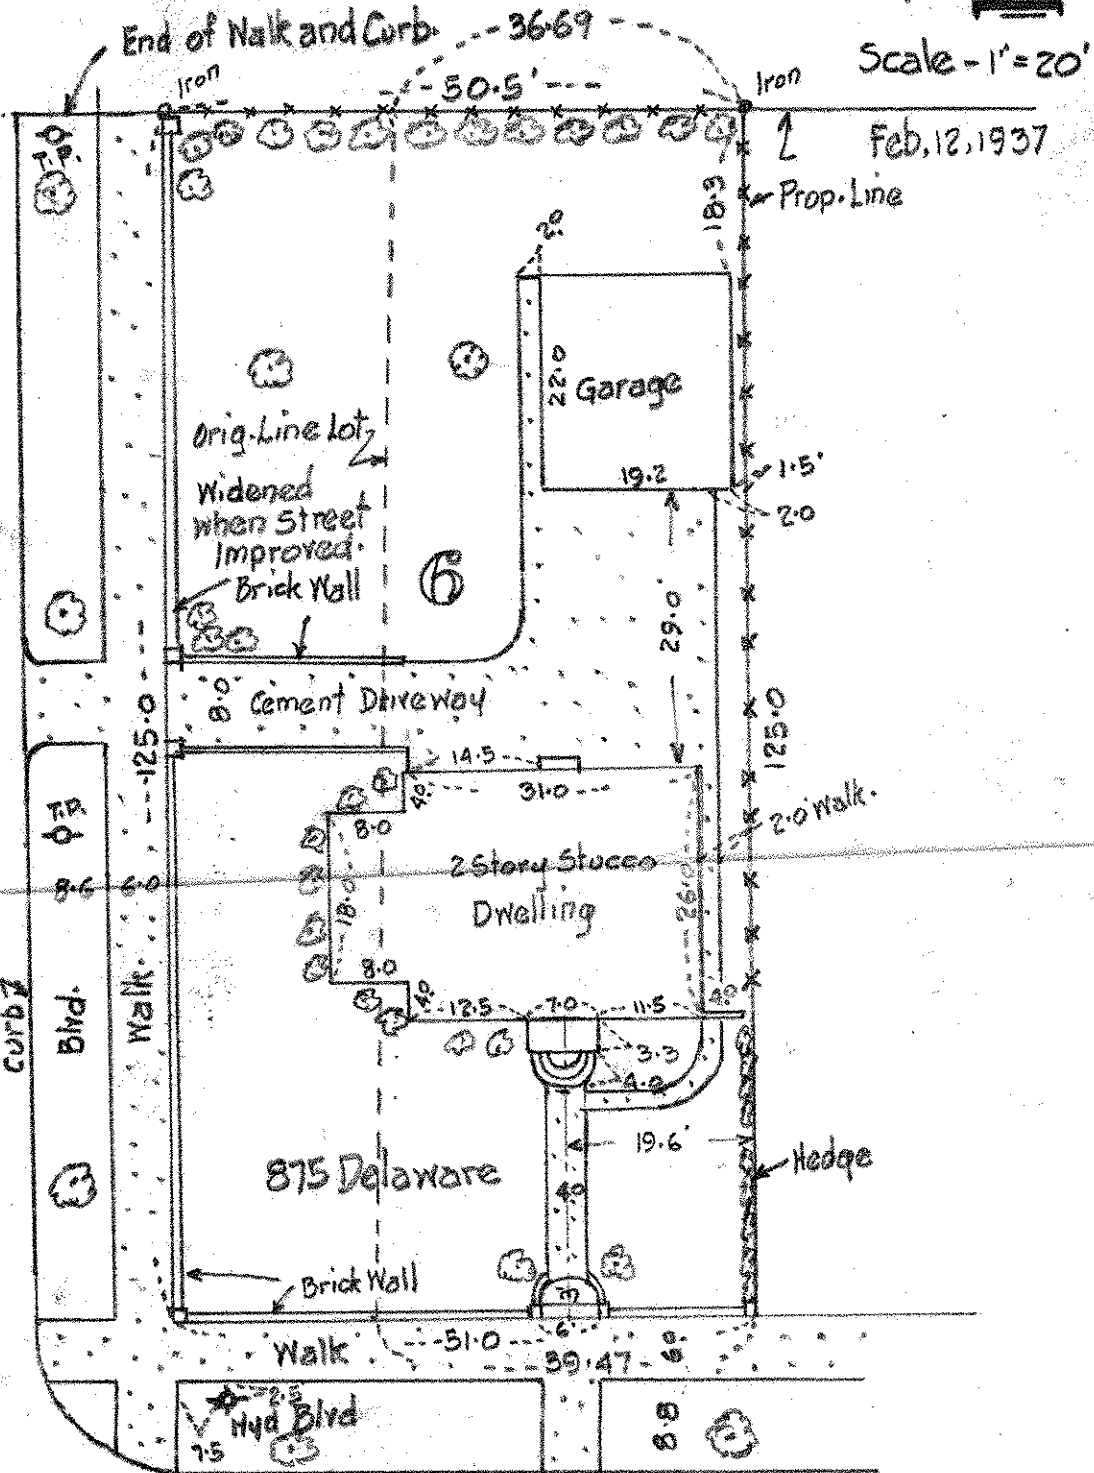 End of Walk and Curb.
36.69
Scale - 1" = 20'
Iron
50.5'
Iron
Feb, 12, 1937
T.P.
18.9
Prop. Line
2.0
22.0
Garage
Orig. Line Lot
19.2
1.5'
Widened
when Street
Improved.
2.0
Brick Wall
6
29.0
8.0
Cement Driveway
125.0
125.0
14.5
T.P.
4.0
31.0
2.0 Walk.
8.0
2 Story Stucco
8.6
6.0
18.0
Dwelling
26.0
8.0
4.0
12.5
7.0
11.5
4.0
Curb
Blvd.
Walk.
3.3
4.0
19.6'
Hedge
875 Delaware
4.0
Brick Wall
3
6'
51.0
Walk
39.47
6.0
2.5
Hyd
Blvd
7.5
8.8